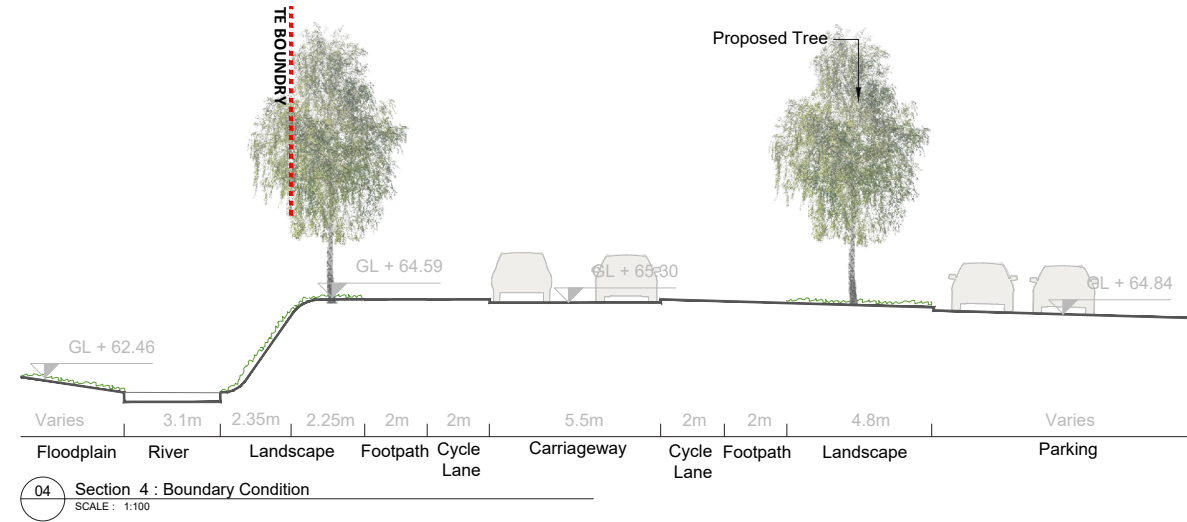 TE BOUNDRY
Proposed Tree
GL + 64.59
GL + 65.30
GL + 64.84
GL + 62.46
Varies 3.1m 2.35m 2.25m 2m 2m 5.5m 2m 2m 4.8m Varies
Floodplain River Landscape Footpath Cycle Lane Carriageway Cycle Lane Footpath Landscape Parking
04 Section 4 : Boundary Condition
SCALE : 1:100